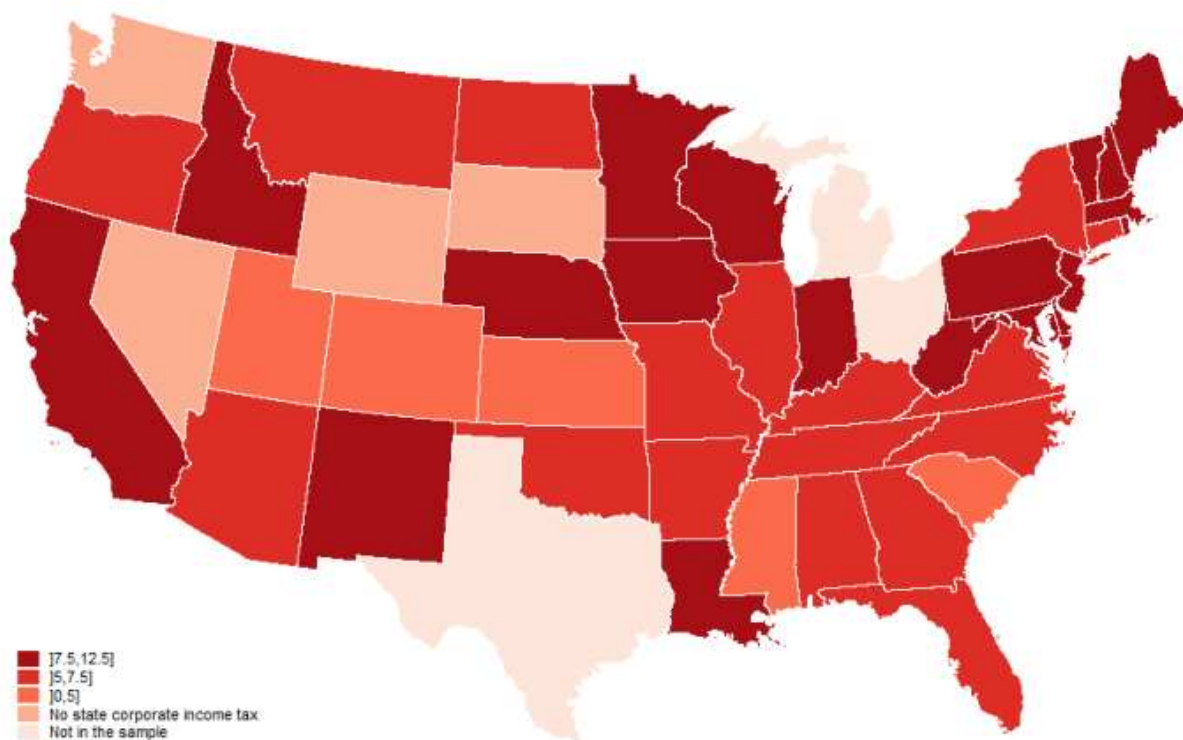 ]7.5,12.5]
]5,7.5]
]0,5]
No state corporate income tax
Not in the sample